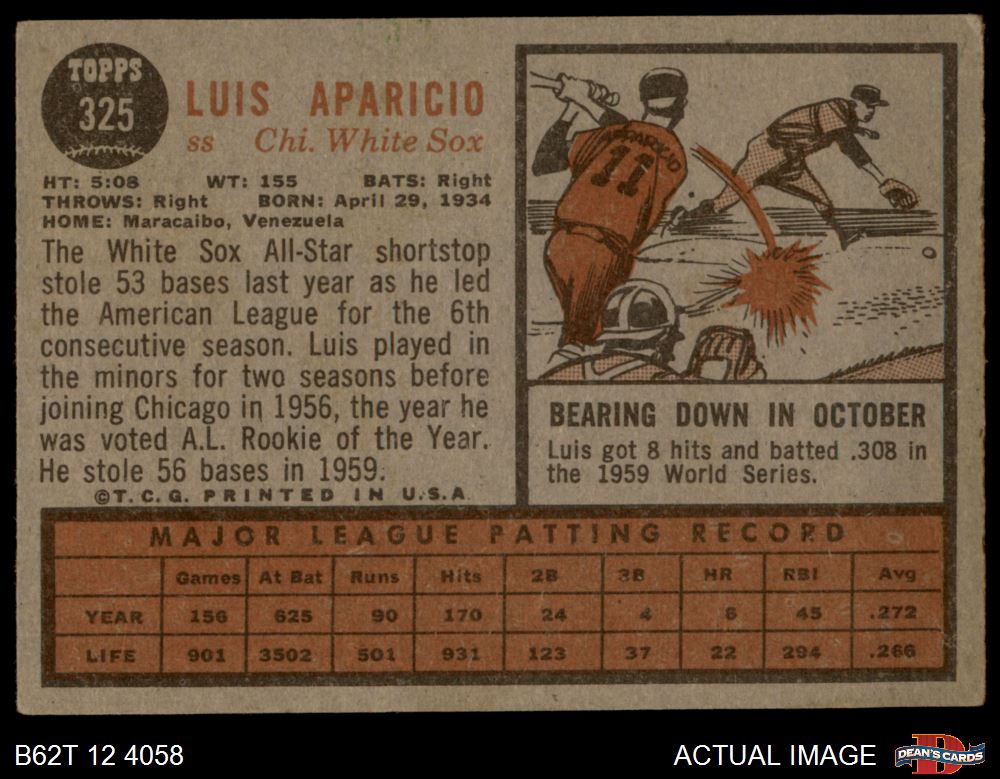 TOPPS
325
LUIS APARICIO
ss Chi. White Sox
HT: 5:08 WT: 155 BATS: Right
THROWS: Right BORN: April 29, 1934
HOME: Maracaibo, Venezuela
The White Sox All-Star shortstop
stole 53 bases last year as he led
the American League for the 6th
consecutive season. Luis played in
the minors for two seasons before
joining Chicago in 1956, the year he
was voted A.L. Rookie of the Year.
He stole 56 bases in 1959.
©T.C.G. PRINTED IN U.S.A.
APARICIO
11
BEARING DOWN IN OCTOBER
Luis got 8 hits and batted .308 in
the 1959 World Series.
MAJOR LEAGUE BATTING RECORD
Games At Bat Runs Hits 2B 3B HR RBI Avg
YEAR 156 625 90 170 24 4 6 45 .272
LIFE 901 3502 501 931 123 37 22 294 .266
B62T 12 4058 ACTUAL IMAGE DEAN'S CARDS